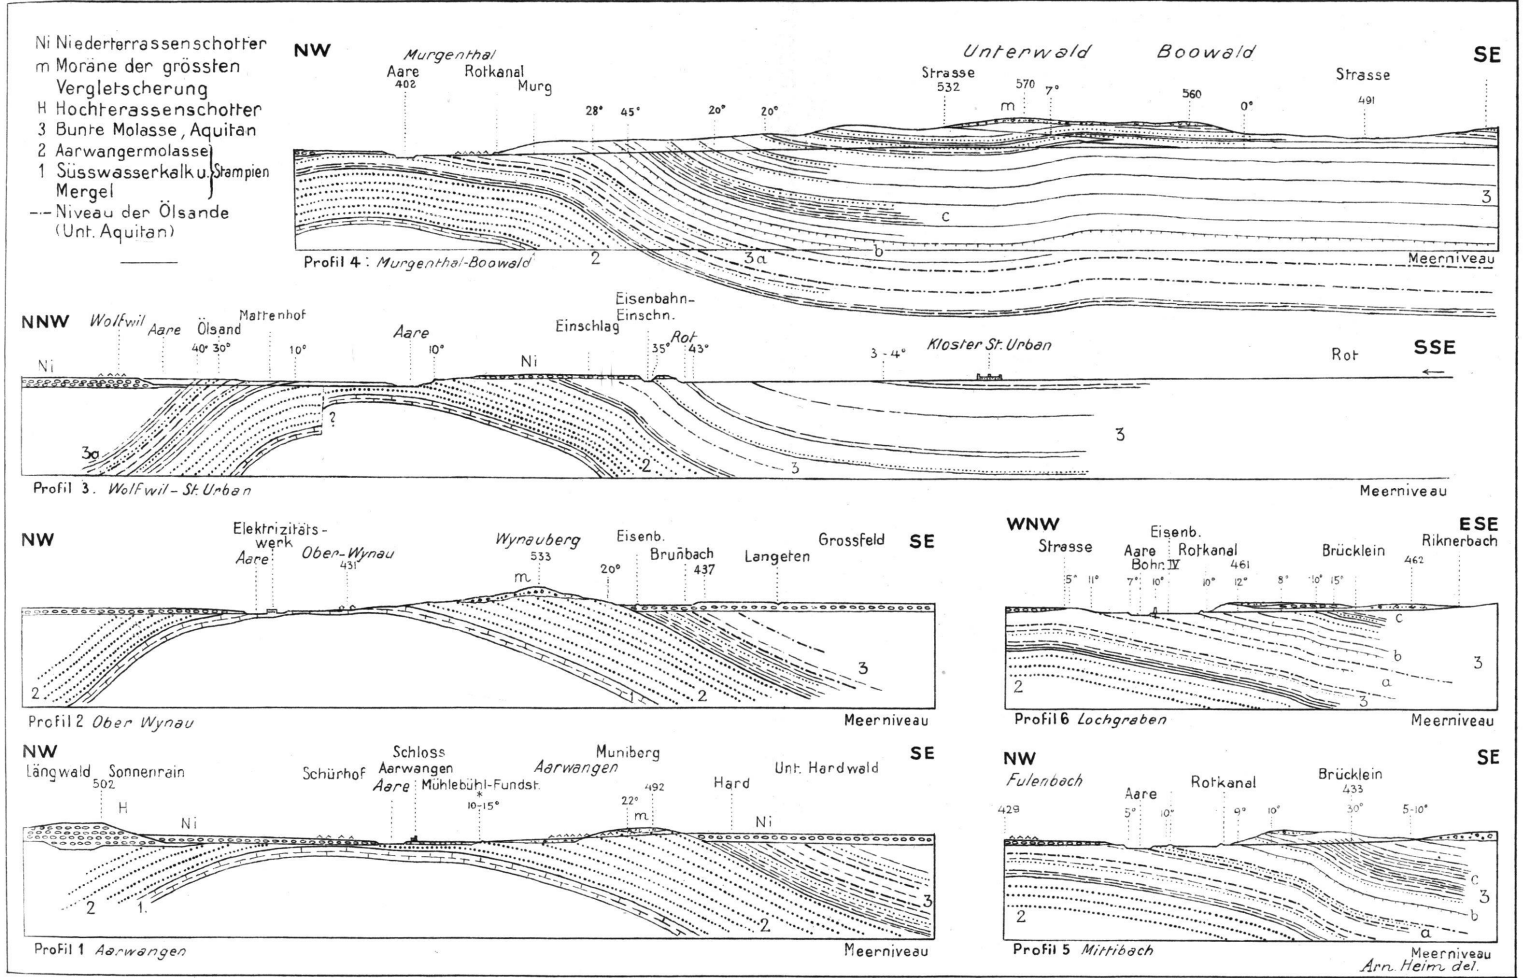 Ni Niederterrassenschotter
m Moräne der grössten
Vergletscherung
H Hochterassenschotter
3 Bunte Molasse, Aquitan
2 Aarwangermolasse
1 Süsswasserkalk u. Stampien
Mergel
Niveau der Ölsande
(Unt. Aquitan)
NW Murgenthal Unterwald Boowald SE
Aare Rotkanal Strasse Strasse
402 Murg 532 570 7° 560 0° 491
m
28° 45° 20° 20°
3
c
2 3a b
Profil 4: Murgenthal-Boowald Meerniveau
Eisenbahn-
Einschn.
NNW Wolfwil Aare Ölsand Mattenhof Aare Einschlag Rot Kloster St. Urban Rot SSE
40° 30° 10° 10° 35° 43° 3-4°
Ni Ni
?
3a 2 3 3
Profil 3. Wolfwil-St. Urban Meerniveau
NW Elektrizitäts-
werk Wynauberg Eisenb. Grossfeld SE
Aare Ober-Wynau 533 Bruñbach Langeten
431 m 20° 437
2 1 2 3
Profil 2 Ober Wynau Meerniveau
WNW Eisenb. ESE
Strasse Aare Rotkanal Brücklein Riknerbach
Bohr. IV 461 462
5° 11° 7° 10° 10° 12° 8° 10° 15°
c
b
3
a
2 3
Profil 6 Lochgraben Meerniveau
NW Schloss Muniberg SE
Längwald Sonnenrain Schürhof Aarwangen Aarwangen Unt. Hardwald
502 Aare Mühlebühl-Fundst. 492 Hard
H * 10-15° 22°
Ni m Ni
2 1. 2 3
Profil 1 Aarwangen Meerniveau
NW SE
Fulenbach Aare Rotkanal Brücklein
429 433
5° 10° 9° 10° 30° 5-10°
c
3
b
2 a
Profil 5 Mittibach Meerniveau
Arn. Heim del.